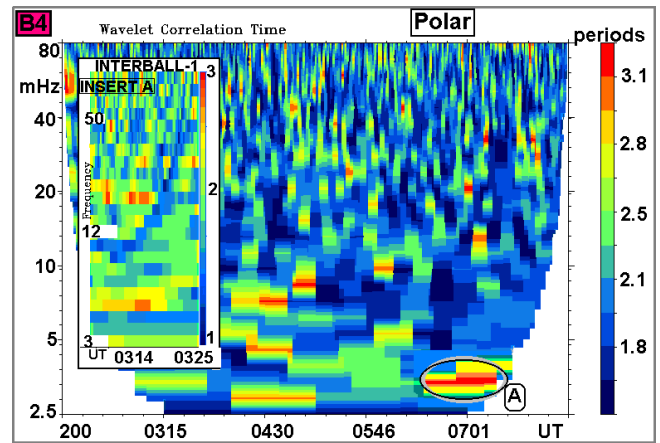 B4
Wavelet Correlation Time
Polar
periods
80
mHz
40
20
10
5
2.5
INTERBALL-1
INSERT A
50
Frequency
12
3
UT 0314 0325
3
2
1
3.1
2.8
2.5
2.1
1.8
A
200 0315 0430 0546 0701 UT